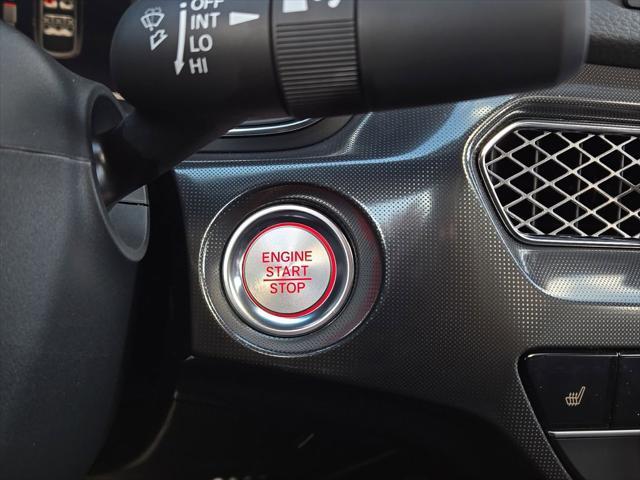 OFF
INT
LO
HI
ENGINE
START
STOP